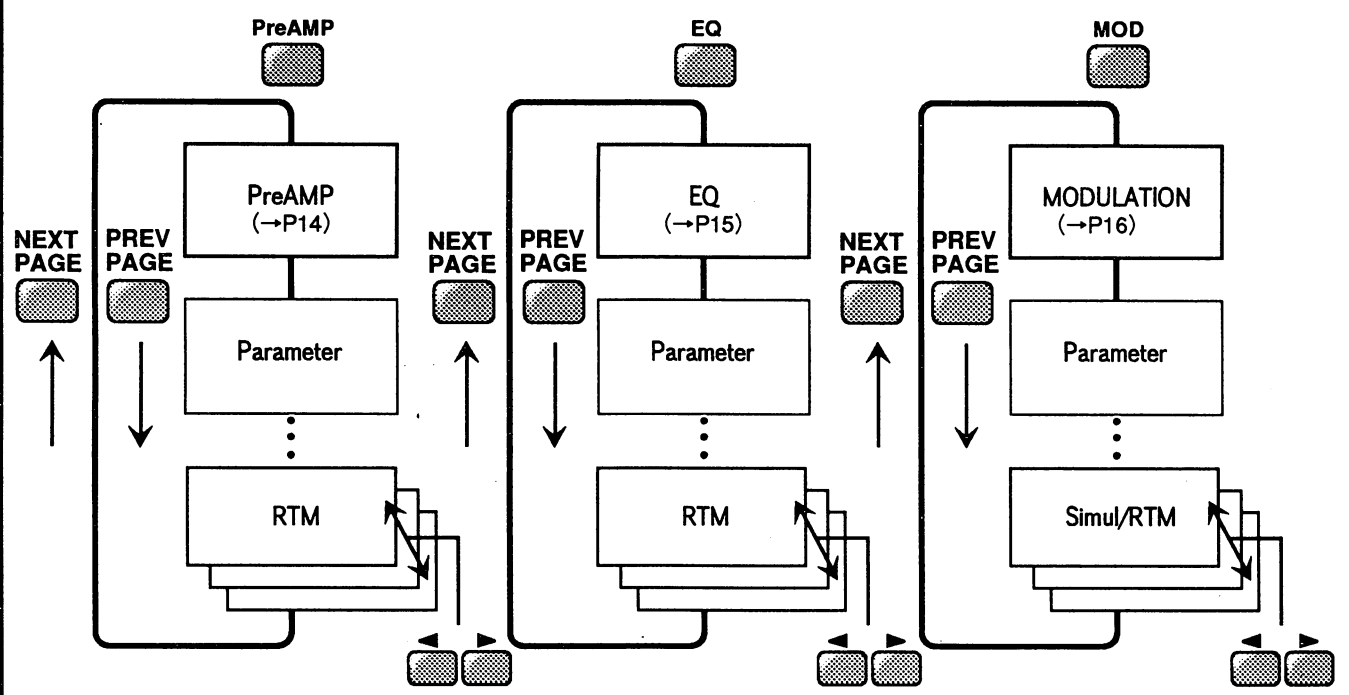 PreAMP
PreAMP
(→P14)
NEXT
PAGE
PREV
PAGE
Parameter
RTM
◄ ►
EQ
EQ
(→P15)
NEXT
PAGE
PREV
PAGE
Parameter
RTM
◄ ►
MOD
MODULATION
(→P16)
NEXT
PAGE
PREV
PAGE
Parameter
Simul/RTM
◄ ►